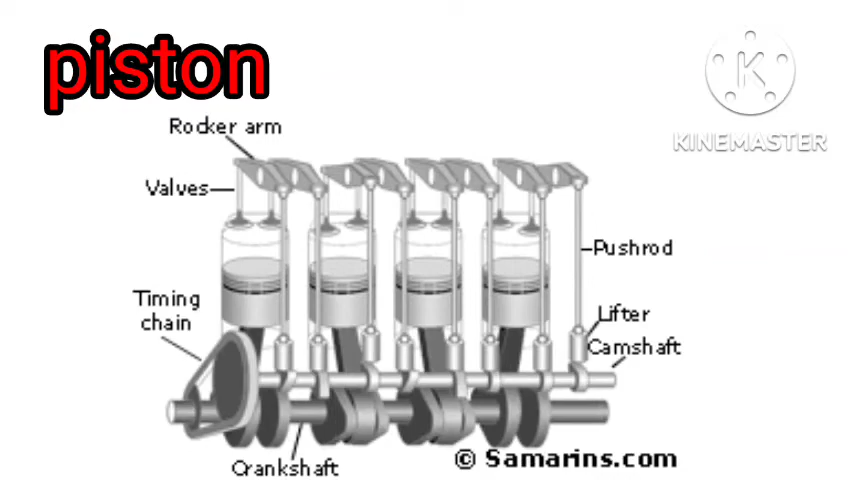 piston
KINEMASTER
Rocker arm
Valves
Pushrod
Timing
chain
Lifter
Camshaft
Crankshaft
© Samarins.com